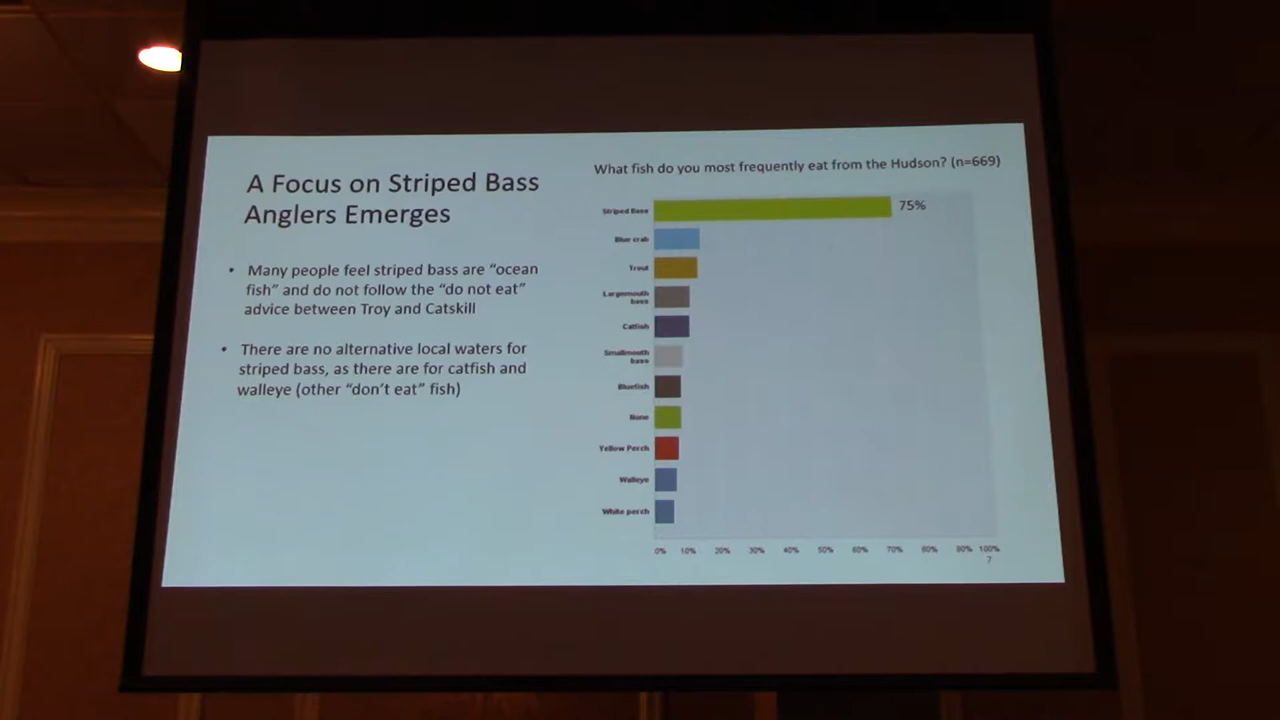 A Focus on Striped Bass
Anglers Emerges
• Many people feel striped bass are “ocean
fish” and do not follow the “do not eat”
advice between Troy and Catskill
• There are no alternative local waters for
striped bass, as there are for catfish and
walleye (other “don’t eat” fish)
What fish do you most frequently eat from the Hudson? (n=669)
Striped Bass
75%
Blue crab
Trout
Largemouth
bass
Catfish
Smallmouth
bass
Bluefish
None
Yellow Perch
Walleye
White perch
0% 10% 20% 30% 40% 50% 60% 70% 80% 90% 100%
7